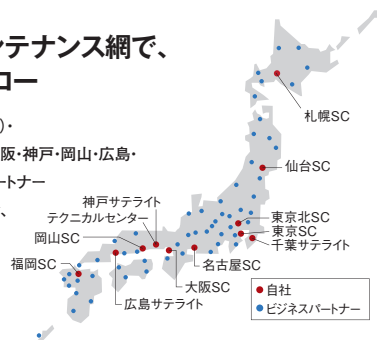 ンテナンス網で、
ロー
)・
阪・神戸・岡山・広島・
ートナー
、
札幌SC
仙台SC
神戸サテライト
テクニカルセンター
岡山SC
福岡SC
東京北SC
東京SC
千葉サテライト
名古屋SC
大阪SC
広島サテライト
自社
ビジネスパートナー